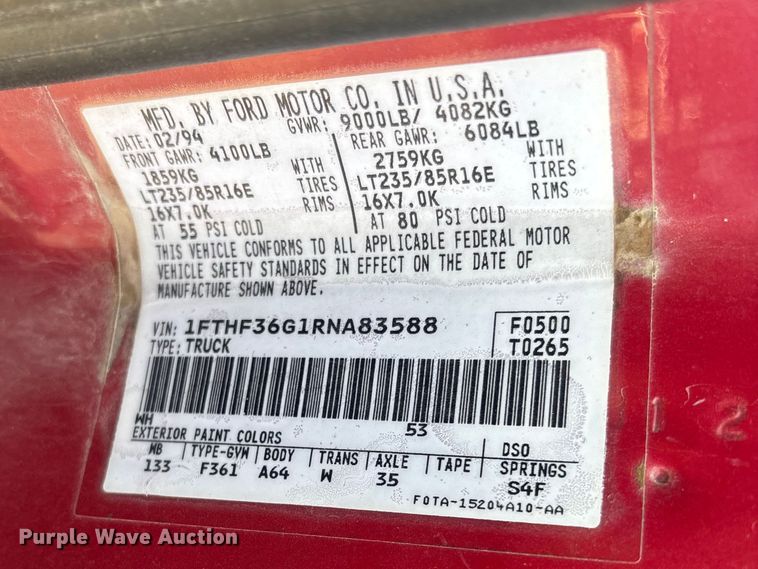 MFD. BY FORD MOTOR CO. IN U.S.A.
DATE: 02/94 GVWR: 9000LB/ 4082KG
FRONT GAWR: 4100LB REAR GAWR: 6084LB
1859KG WITH 2759KG WITH
LT235/85R16E TIRES LT235/85R16E TIRES
16X7.0K RIMS 16X7.0K RIMS
AT 55 PSI COLD AT 80 PSI COLD
THIS VEHICLE CONFORMS TO ALL APPLICABLE FEDERAL MOTOR
VEHICLE SAFETY STANDARDS IN EFFECT ON THE DATE OF
MANUFACTURE SHOWN ABOVE.
VIN: 1FTHF36G1RNA83588 F0500
TYPE: TRUCK T0265
WH 53
EXTERIOR PAINT COLORS DSO
WB TYPE-GVW BODY TRANS AXLE TAPE SPRINGS
133 F361 A64 W 35 S4F
F0TA-15204A10-AA
1 2
Purple Wave Auction